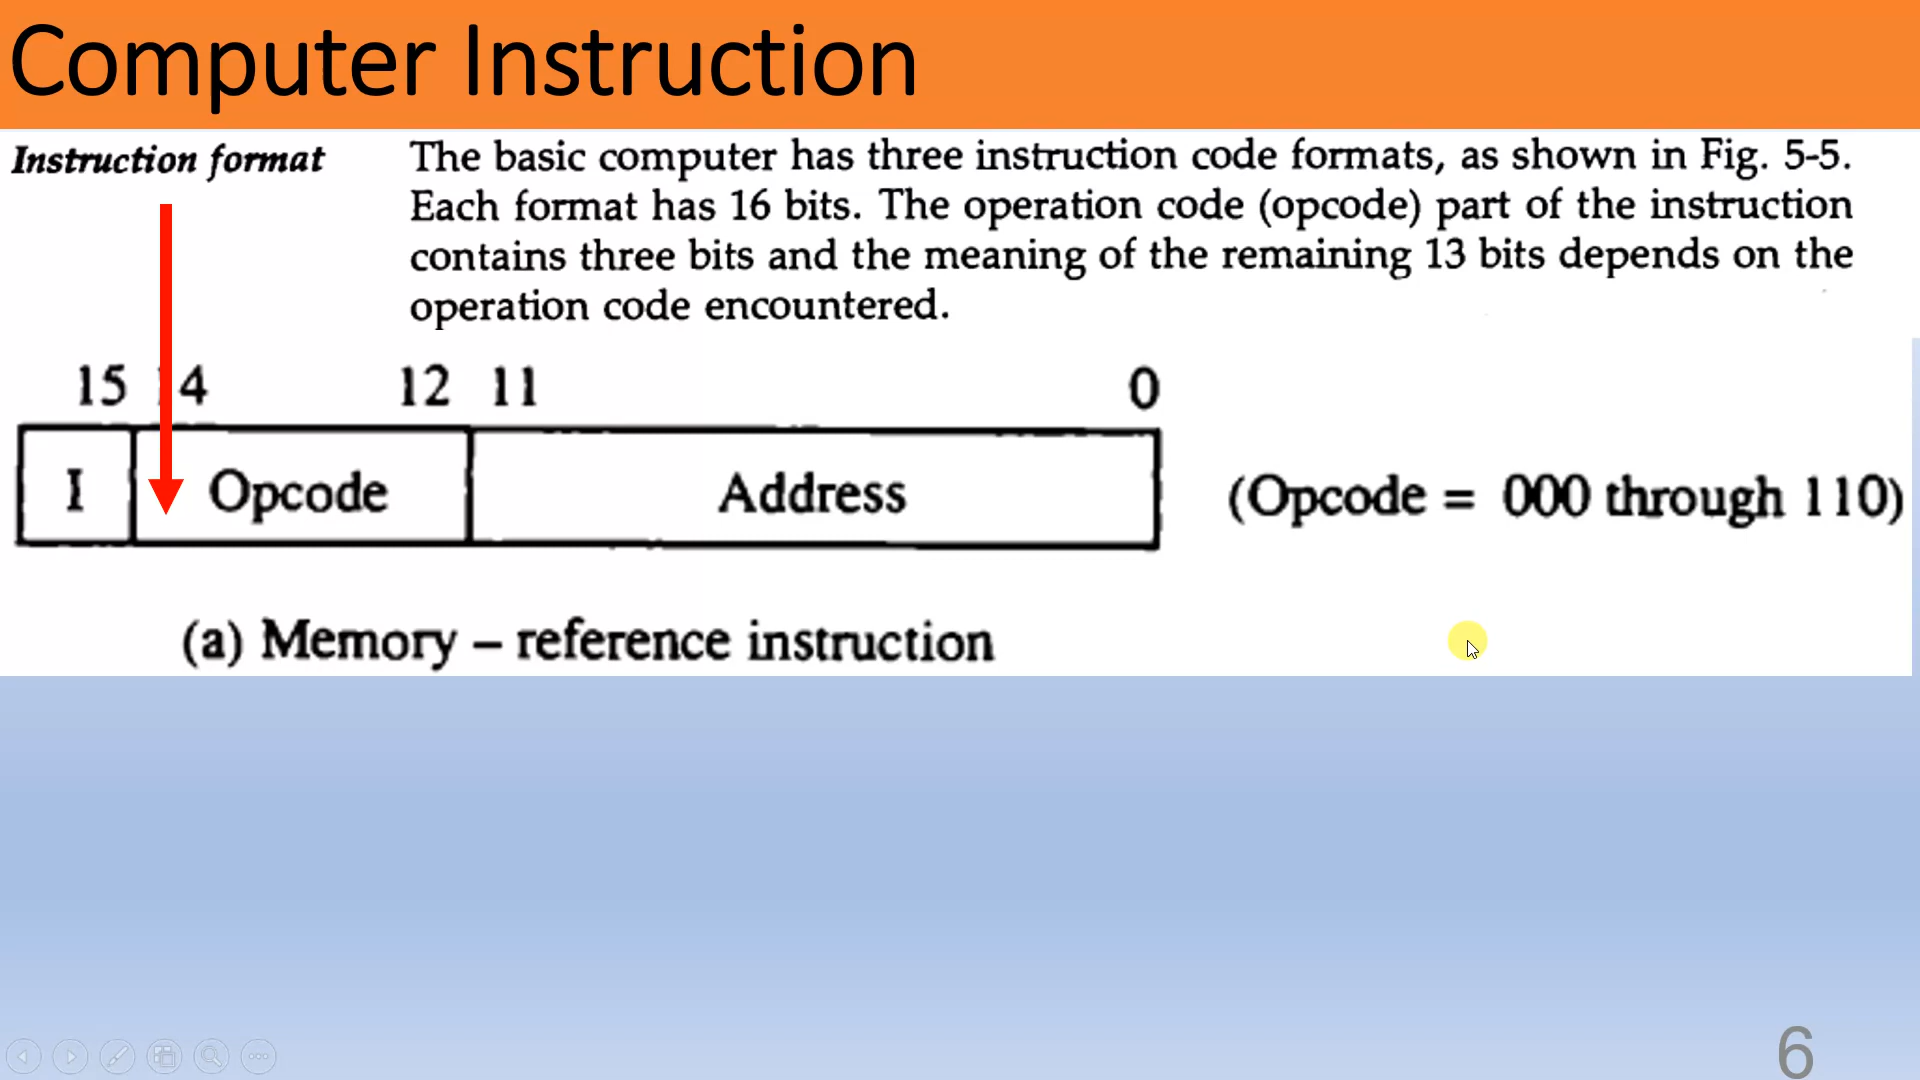 Computer Instruction
Instruction format
The basic computer has three instruction code formats, as shown in Fig. 5-5.
Each format has 16 bits. The operation code (opcode) part of the instruction
contains three bits and the meaning of the remaining 13 bits depends on the
operation code encountered.
15 14 12 11 0
I Opcode Address (Opcode = 000 through 110)
(a) Memory – reference instruction
6